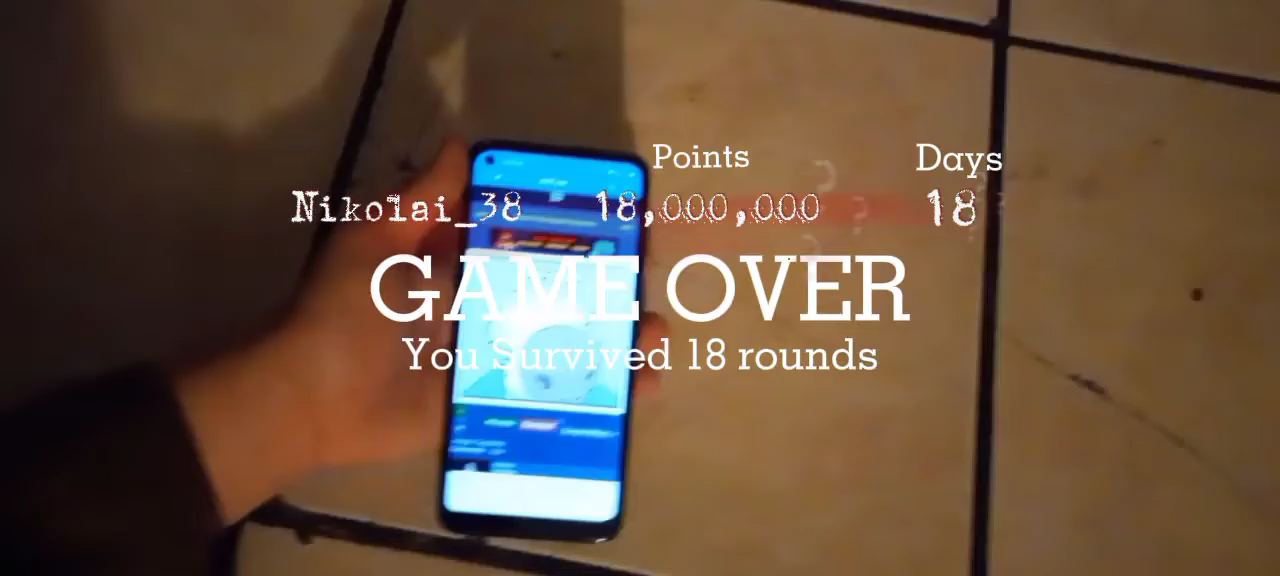 Points Days
Nikolai_38 18,000,000 18
GAME OVER
You Survived 18 rounds